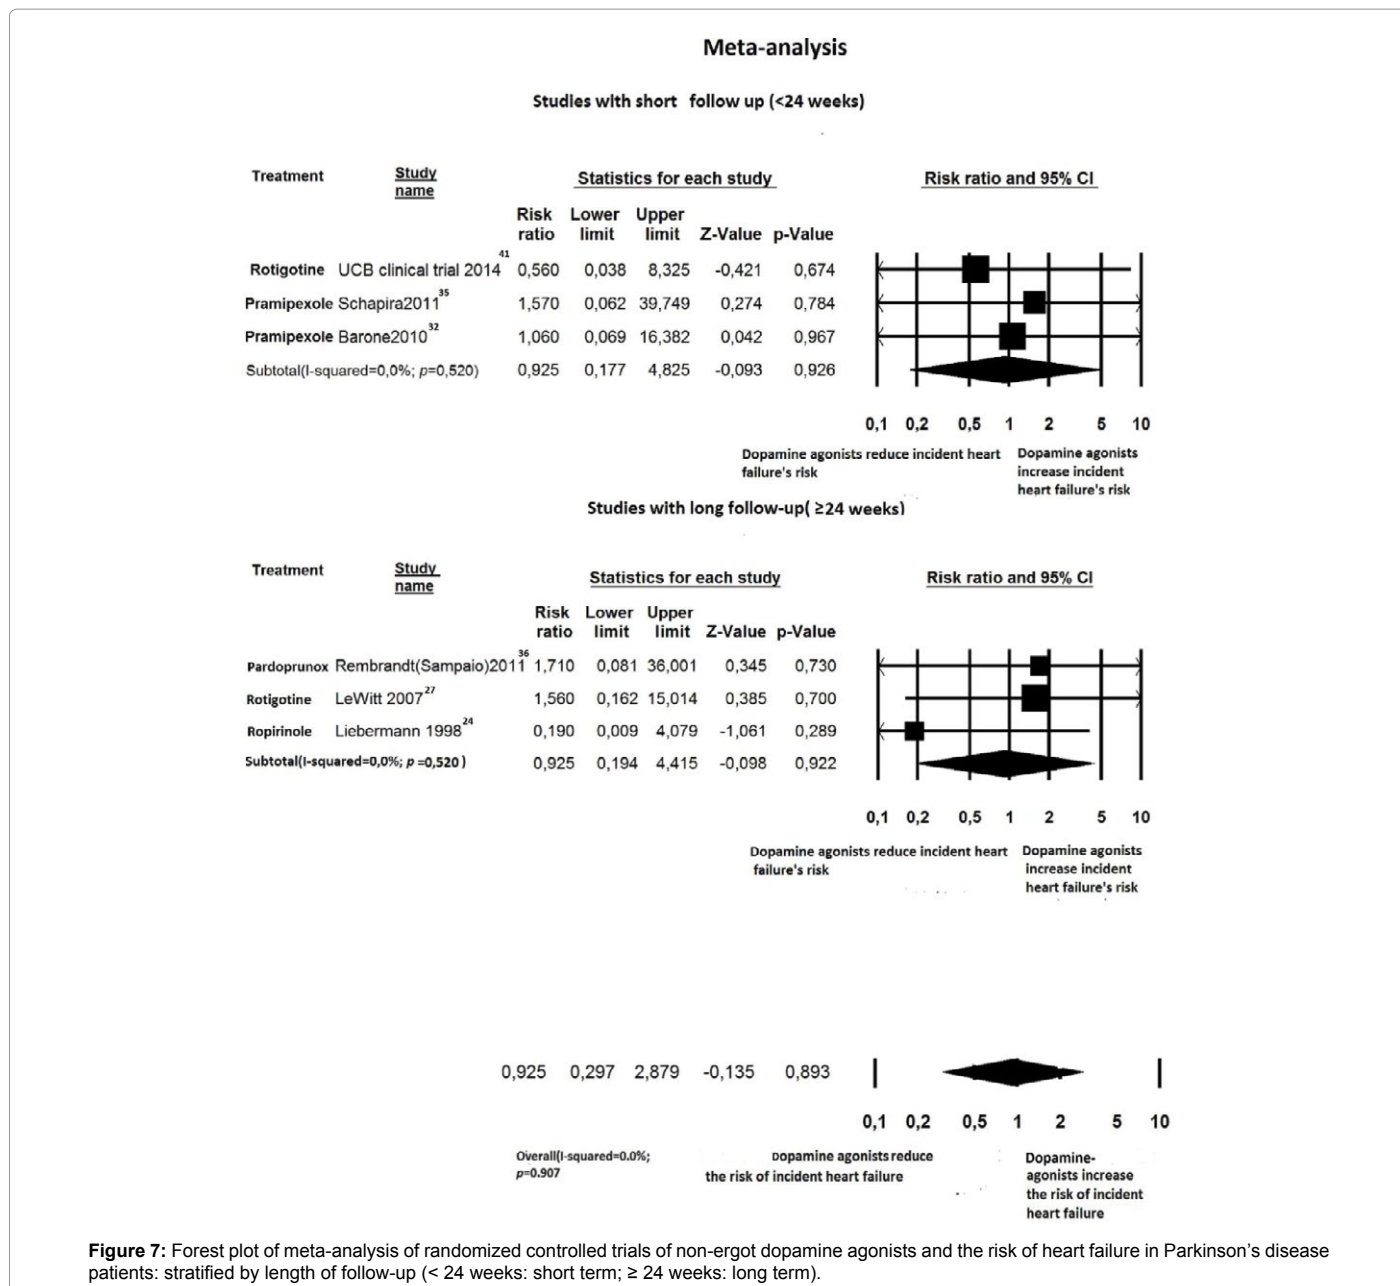 Meta-analysis
Studies with short follow up (<24 weeks)
Treatment Study name Statistics for each study Risk ratio and 95% CI
Risk ratio Lower limit Upper limit Z-Value p-Value
Rotigotine UCB clinical trial 2014 41 0,560 0,038 8,325 -0,421 0,674
Pramipexole Schapira2011 35 1,570 0,062 39,749 0,274 0,784
Pramipexole Barone2010 32 1,060 0,069 16,382 0,042 0,967
Subtotal(I-squared=0,0%; p=0,520) 0,925 0,177 4,825 -0,093 0,926
0,1 0,2 0,5 1 2 5 10
Dopamine agonists reduce incident heart failure's risk
Dopamine agonists increase incident heart failure's risk
Studies with long follow-up( ≥24 weeks)
Treatment Study name Statistics for each study Risk ratio and 95% CI
Risk ratio Lower limit Upper limit Z-Value p-Value
Pardoprunox Rembrandt(Sampaio)2011 36 1,710 0,081 36,001 0,345 0,730
Rotigotine LeWitt 2007 27 1,560 0,162 15,014 0,385 0,700
Ropirinole Liebermann 1998 24 0,190 0,009 4,079 -1,061 0,289
Subtotal(I-squared=0,0%; p =0,520 ) 0,925 0,194 4,415 -0,098 0,922
0,1 0,2 0,5 1 2 5 10
Dopamine agonists reduce incident heart failure's risk
Dopamine agonists increase incident heart failure's risk
0,925 0,297 2,879 -0,135 0,893
0,1 0,2 0,5 1 2 5 10
Overall(I-squared=0.0%; p=0.907
Dopamine agonists reduce the risk of incident heart failure
Dopamine-agonists increase the risk of incident heart failure
Figure 7: Forest plot of meta-analysis of randomized controlled trials of non-ergot dopamine agonists and the risk of heart failure in Parkinson's disease
patients: stratified by length of follow-up (< 24 weeks: short term; ≥ 24 weeks: long term).